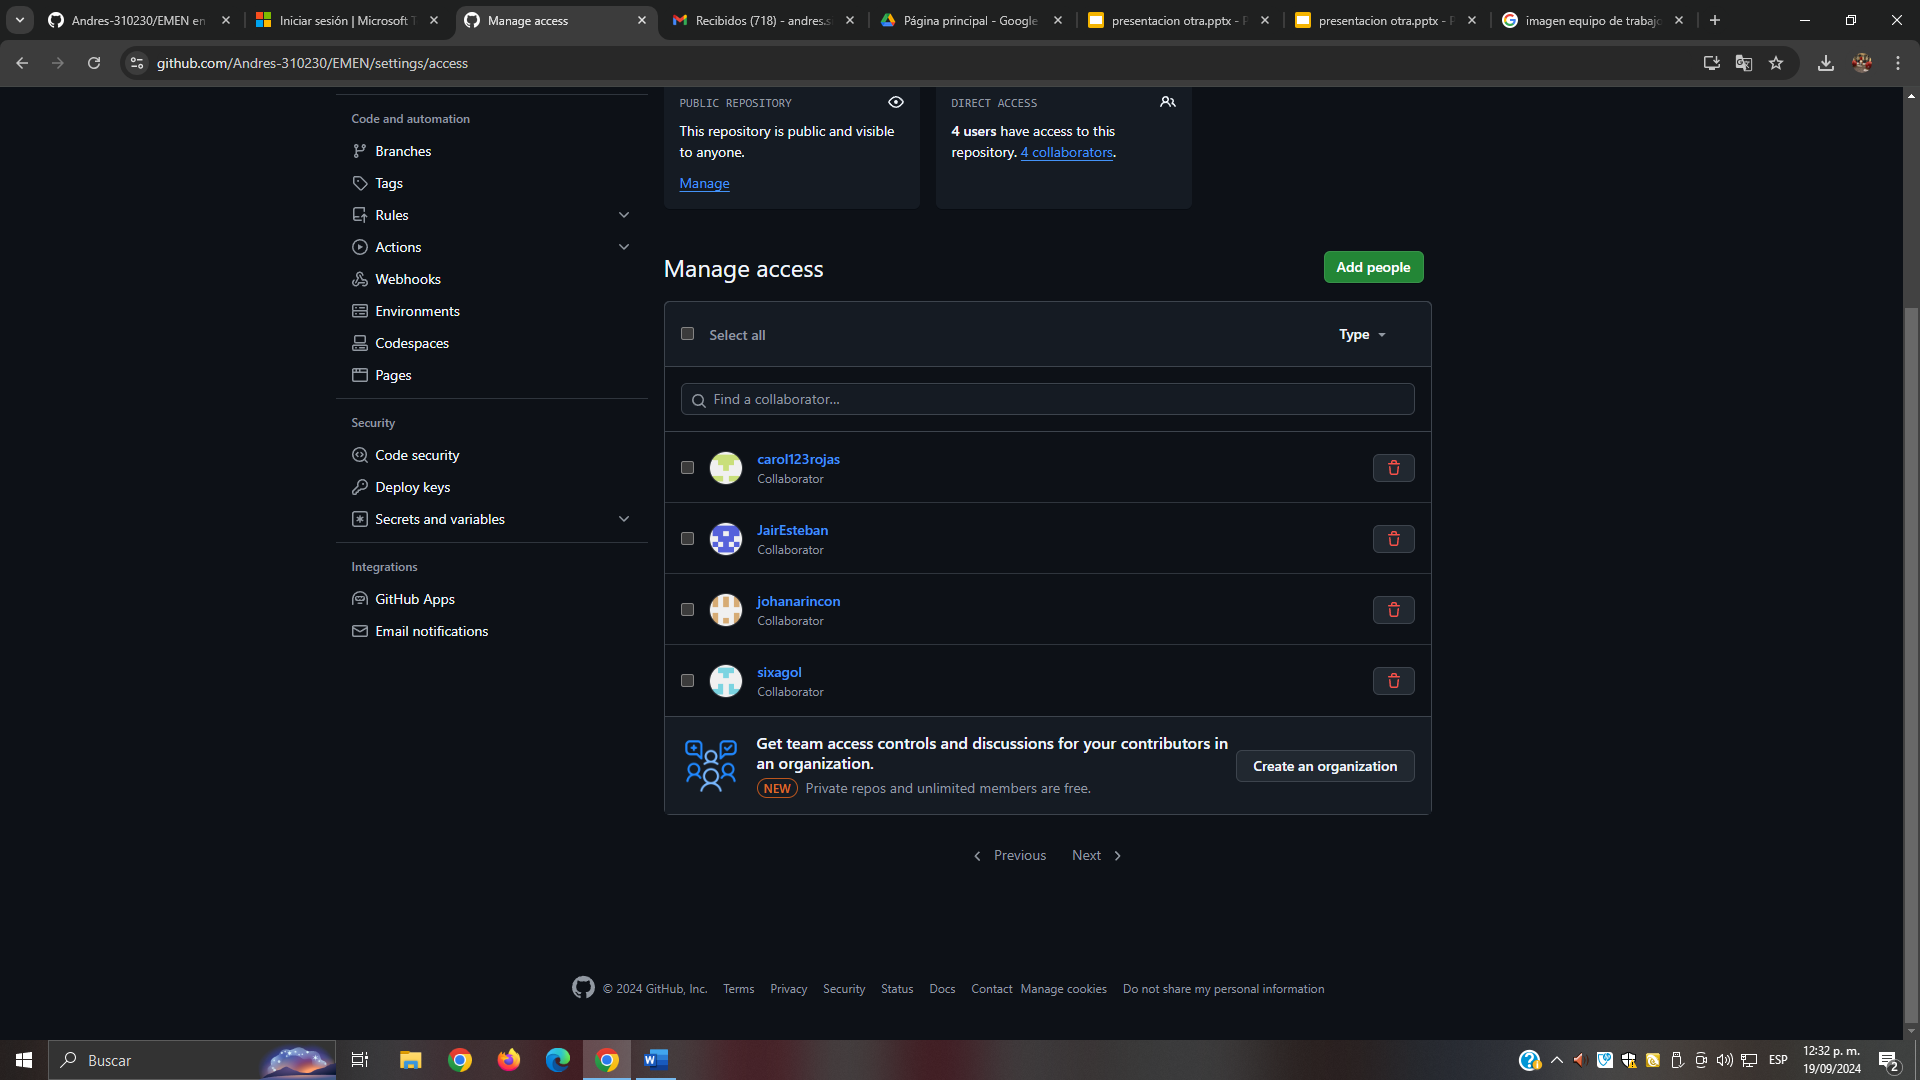 Andres-310230/EMEN en
Iniciar sesión | Microsoft T
Manage access
Recibidos (718) - andres.s
Página principal - Google
presentacion otra.pptx - P
presentacion otra.pptx - P
imagen equipo de trabajo
github.com/Andres-310230/EMEN/settings/access
Code and automation
Branches
Tags
Rules
Actions
Webhooks
Environments
Codespaces
Pages
Security
Code security
Deploy keys
Secrets and variables
Integrations
GitHub Apps
Email notifications
PUBLIC REPOSITORY
This repository is public and visible
to anyone.
Manage
DIRECT ACCESS
4 users have access to this
repository. 4 collaborators.
Manage access
Add people
Select all
Type
Find a collaborator...
carol123rojas
Collaborator
JairEsteban
Collaborator
johanarincon
Collaborator
sixagol
Collaborator
Get team access controls and discussions for your contributors in
an organization.
NEW Private repos and unlimited members are free.
Create an organization
Previous Next
© 2024 GitHub, Inc. Terms Privacy Security Status Docs Contact Manage cookies Do not share my personal information
Buscar
ESP
12:32 p. m.
19/09/2024
2